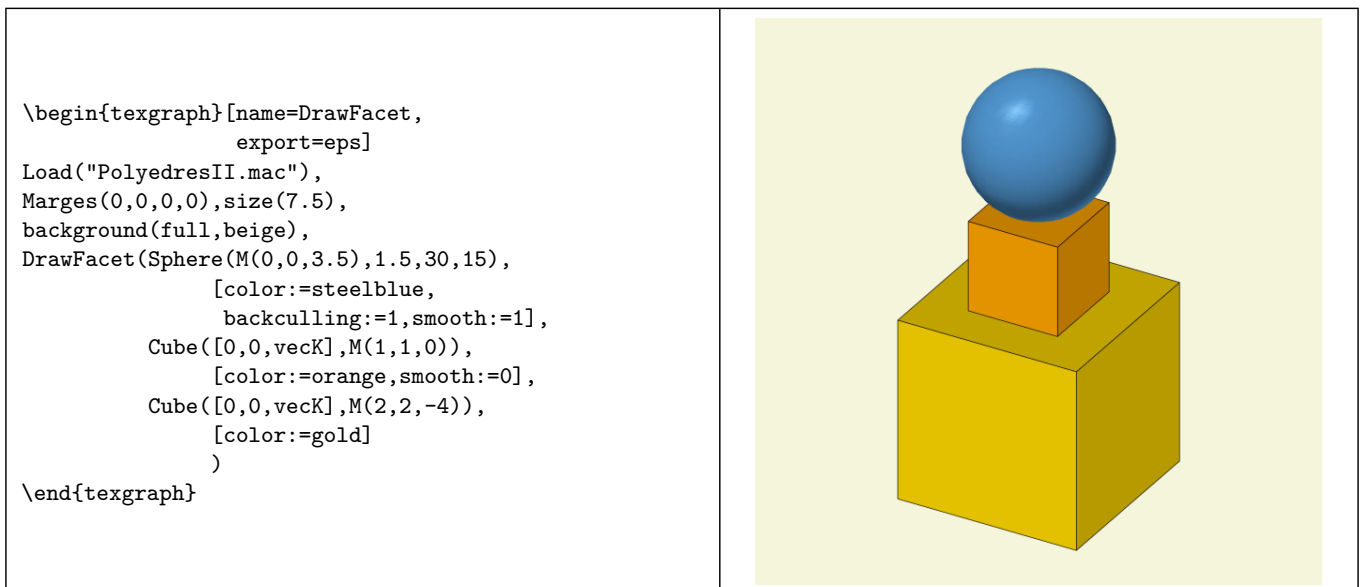 \begin{texgraph}[name=DrawFacet,
export=eps]
Load("PolyedresII.mac"),
Marges(0,0,0,0),size(7.5),
background(full,beige),
DrawFacet(Sphere(M(0,0,3.5),1.5,30,15),
[color:=steelblue,
backculling:=1,smooth:=1],
Cube([0,0,vecK],M(1,1,0)),
[color:=orange,smooth:=0],
Cube([0,0,vecK],M(2,2,-4)),
[color:=gold]
)
\end{texgraph}